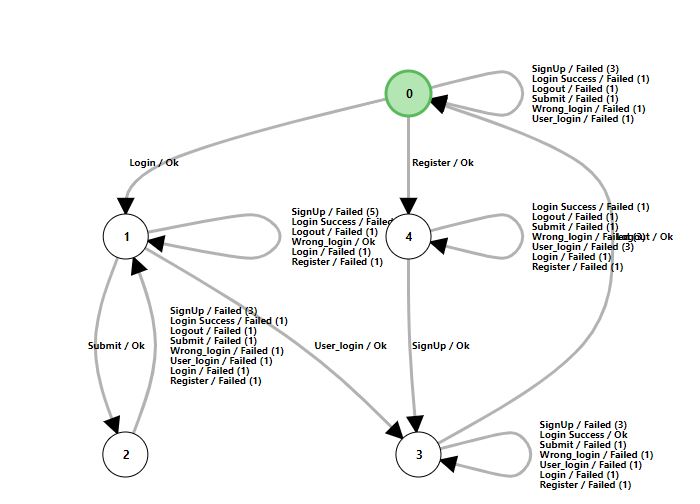 0
SignUp / Failed (3)
Login Success / Failed (1)
Logout / Failed (1)
Submit / Failed (1)
Wrong_login / Failed (1)
User_login / Failed (1)
Login / Ok
Register / Ok
1
SignUp / Failed (5)
Login Success / Failed
Logout / Failed (1)
Wrong_login / Ok
Login / Failed (1)
Register / Failed (1)
4
Login Success / Failed (1)
Logout / Failed (1)
Submit / Failed (1)
Wrong_login / Failed (3)
Logout / Ok
User_login / Failed (3)
Login / Failed (1)
Register / Failed (1)
Submit / Ok
SignUp / Failed (3)
Login Success / Failed (1)
Logout / Failed (1)
Submit / Failed (1)
Wrong_login / Failed (1)
User_login / Failed (1)
Login / Failed (1)
Register / Failed (1)
User_login / Ok
SignUp / Ok
2
3
SignUp / Failed (3)
Login Success / Ok
Submit / Failed (1)
Wrong_login / Failed (1)
User_login / Failed (1)
Login / Failed (1)
Register / Failed (1)